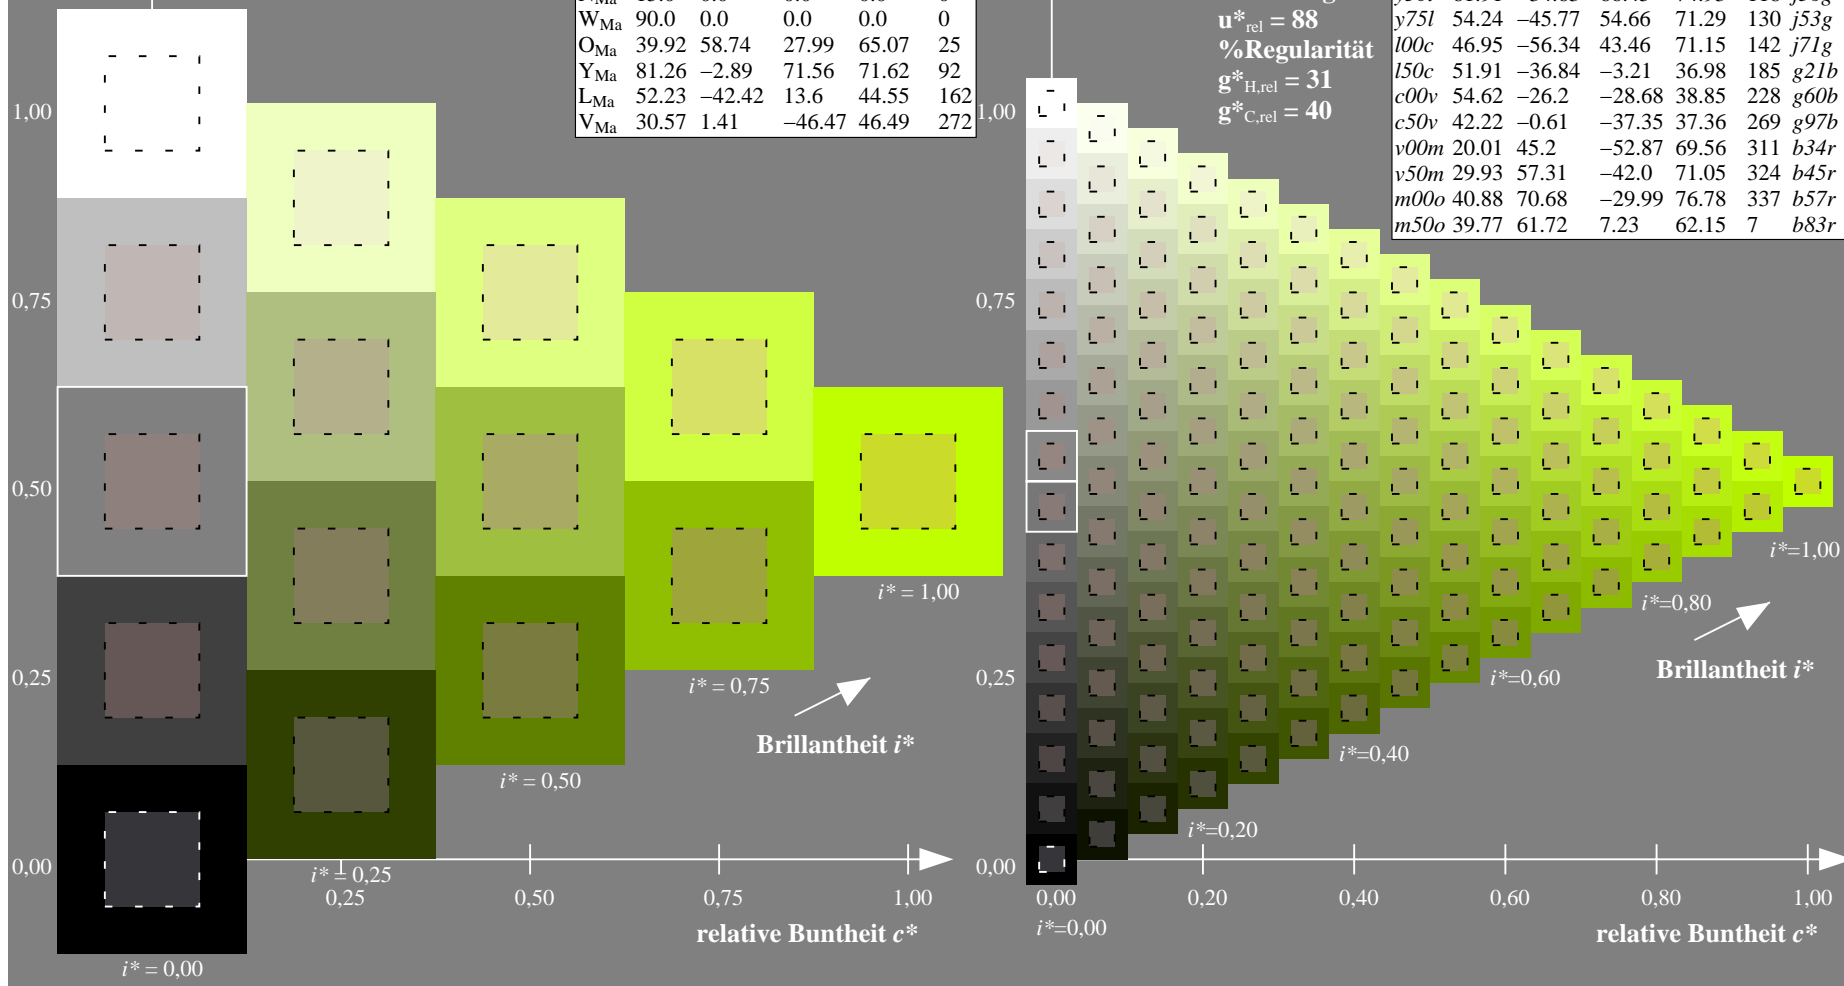 W_Ma 90.0 0.0 0.0 0.0 0
O_Ma 39.92 58.74 27.99 65.07 25
Y_Ma 81.26 −2.89 71.56 71.62 92
L_Ma 52.23 −42.42 13.6 44.55 162
V_Ma 30.57 1.41 −46.47 46.49 272
u*rel = 88
%Regularität
g*H,rel = 31
g*C,rel = 40
y75l 54.24 −45.77 54.66 71.29 130 j53g
l00c 46.95 −56.34 43.46 71.15 142 j71g
l50c 51.91 −36.84 −3.21 36.98 185 g21b
c00v 54.62 −26.2 −28.68 38.85 228 g60b
c50v 42.22 −0.61 −37.35 37.36 269 g97b
v00m 20.01 45.2 −52.87 69.56 311 b34r
v50m 29.93 57.31 −42.0 71.05 324 b45r
m00o 40.88 70.68 −29.99 76.78 337 b57r
m50o 39.77 61.72 7.23 62.15 7 b83r
1,00
0,75
0,50
0,25
0,00
i* = 1,00
i* = 0,75
Brillantheit i*
i* = 0,50
i* = 0,25
0,25 0,50 0,75 1,00
relative Buntheit c*
i* = 0,00
1,00
0,75
0,50
0,25
0,00
i*=1,00
i*=0,80
Brillantheit i*
i*=0,60
i*=0,40
i*=0,20
0,00 0,20 0,40 0,60 0,80 1,00
i*=0,00
relative Buntheit c*